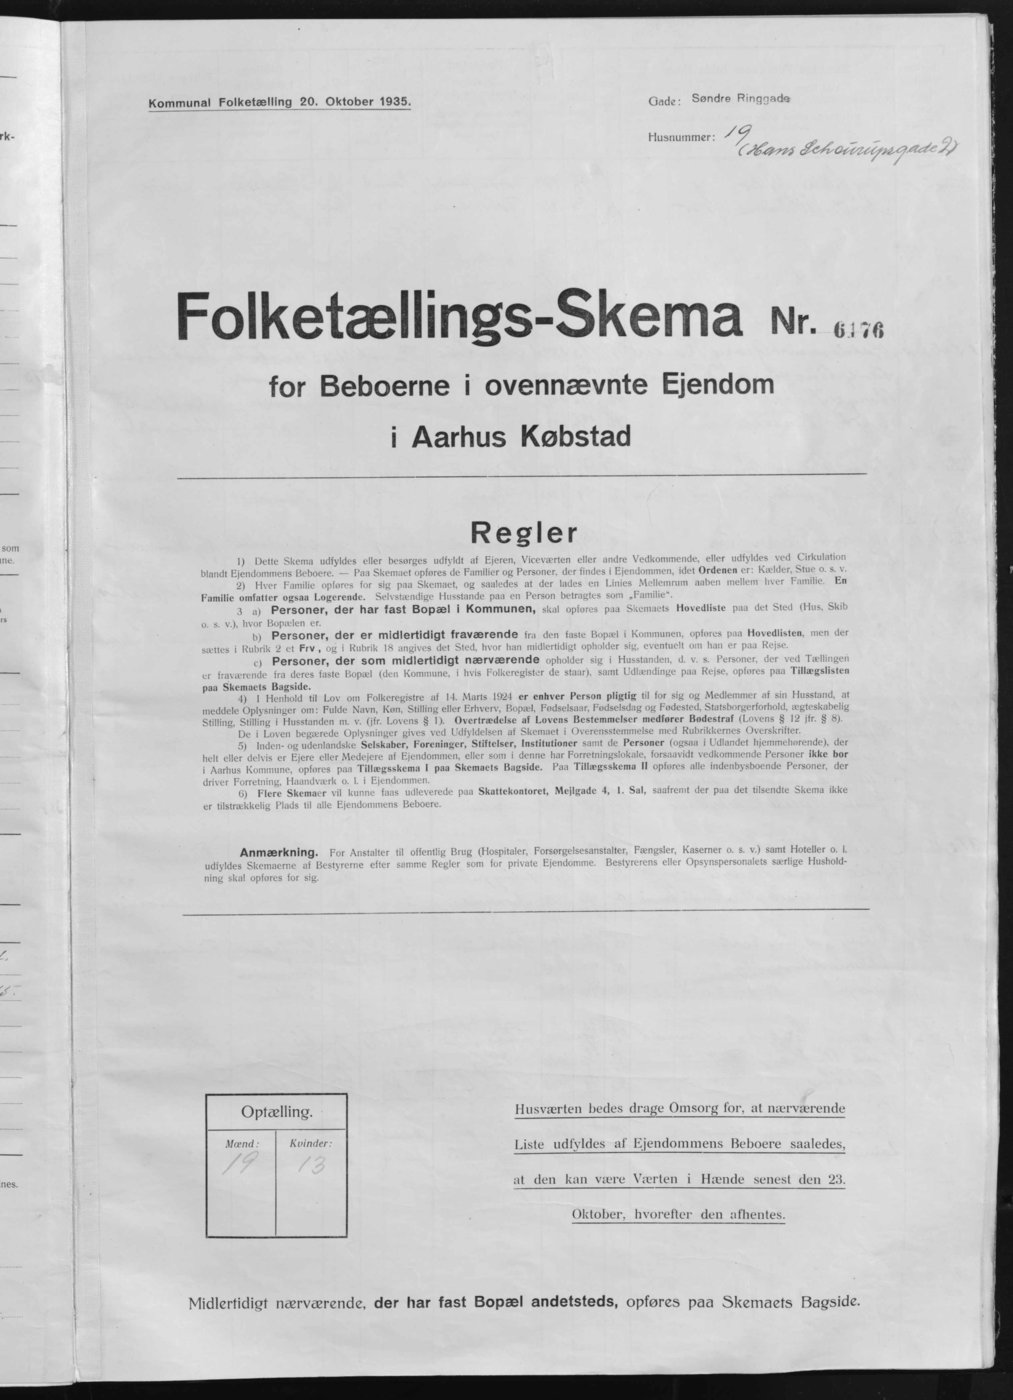 Kommunal Folketælling 20. Oktober 1935.
Gade: Søndre Ringgade
Husnummer: 19
(Hans Schourupsgade 2)
Folketællings-Skema Nr. 6176
for Beboerne i ovennævnte Ejendom
i Aarhus Købstad
Regler
1) Dette Skema udfyldes eller besørges udfyldt af Ejeren, Viceværten eller andre Vedkommende, eller udfyldes ved Cirkulation
blandt Ejendommens Beboere. — Paa Skemaet opføres de Familier og Personer, der findes i Ejendommen, idet Ordenen er: Kælder, Stue o. s. v.
2) Hver Familie opføres for sig paa Skemaet, og saaledes at der lades en Linies Mellemrum aaben mellem hver Familie. En
Familie omfatter ogsaa Logerende. Selvstændige Husstande paa en Person betragtes som „Familie“.
3 a) Personer, der har fast Bopæl i Kommunen, skal opføres paa Skemaets Hovedliste paa det Sted (Hus, Skib
o. s. v.), hvor Bopælen er.
b) Personer, der er midlertidigt fraværende fra den faste Bopæl i Kommunen, opføres paa Hovedlisten, men der
sættes i Rubrik 2 et Frv., og i Rubrik 18 angives det Sted, hvor han midlertidigt opholder sig, eventuelt om han er paa Rejse.
c) Personer, der som midlertidigt nærværende opholder sig i Husstanden, d. v. s. Personer, der ved Tællingen
er fraværende fra deres faste Bopæl (den Kommune, i hvis Folkeregister de staar), samt Udlændinge paa Rejse, opføres paa Tillægslisten
paa Skemaets Bagside.
4) I Henhold til Lov om Folkeregistre af 14. Marts 1924 er enhver Person pligtig til for sig og Medlemmer af sin Husstand, at
meddele Oplysninger om: Fulde Navn, Køn, Stilling eller Erhverv, Bopæl, Fødselsaar, Fødselsdag og Fødested, Statsborgerforhold, ægteskabelig
Stilling, Stilling i Husstanden m. v. (jfr. Lovens § 1). Overtrædelse af Lovens Bestemmelser medfører Bødestraf (Lovens § 12 jfr. § 8).
De i Loven begærede Oplysninger gives ved Udfyldelsen af Skemaet i Overensstemmelse med Rubrikkernes Overskrifter.
5) Inden- og udenlandske Selskaber, Foreninger, Stiftelser, Institutioner samt de Personer (ogsaa i Udlandet hjemmehørende), der
helt eller delvis er Ejere eller Medejere af Ejendommen, eller som i denne har Forretningslokale, forsaavidt vedkommende Personer ikke bor
i Aarhus Kommune, opføres paa Tillægsskema I paa Skemaets Bagside. Paa Tillægsskema II opføres alle indenbysboende Personer, der
driver Forretning, Haandværk o. l. i Ejendommen.
6) Flere Skemaer vil kunne faas udleverede paa Skattekontoret, Mejlgade 4, 1. Sal, saafremt der paa det tilsendte Skema ikke
er tilstrækkelig Plads til alle Ejendommens Beboere.
Anmærkning. For Anstalter til offentlig Brug (Hospitaler, Forsørgelsesanstalter, Fængsler, Kaserner o. s. v.) samt Hoteller o. l.
udfyldes Skemaerne af Bestyrerne efter samme Regler som for private Ejendomme. Bestyrerens eller Opsynspersonalets særlige Hushold-
ning skal opføres for sig.
Optælling.
Mænd: Kvinder:
19 13
Husværten bedes drage Omsorg for, at nærværende
Liste udfyldes af Ejendommens Beboere saaledes,
at den kan være Værten i Hænde senest den 23.
Oktober, hvorefter den afhentes.
Midlertidigt nærværende, der har fast Bopæl andetsteds, opføres paa Skemaets Bagside.